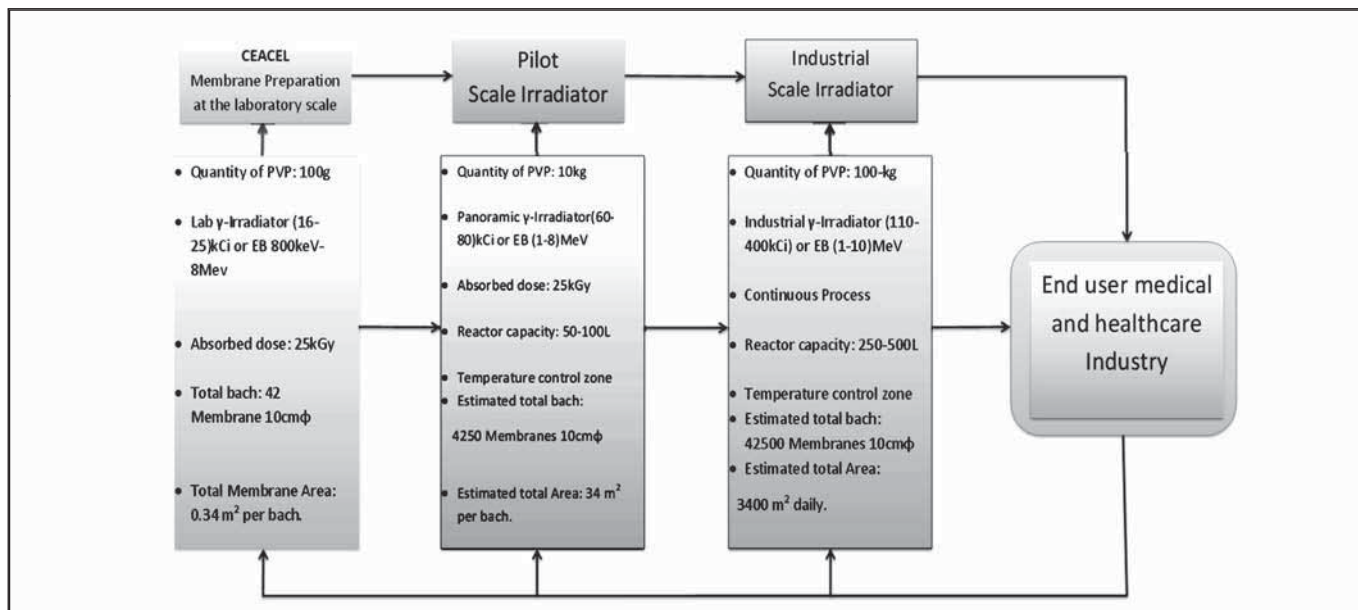 CEACEL
Membrane Preparation
at the laboratory scale
Pilot
Scale Irradiator
Industrial
Scale Irradiator
• Quantity of PVP: 100g
• Lab γ-Irradiator (16-
25)kCi or EB 800keV-
8Mev
• Absorbed dose: 25kGy
• Total bach: 42
Membrane 10cmϕ
• Total Membrane Area:
0.34 m² per bach.
• Quantity of PVP: 10kg
• Panoramic γ-Irradiator(60-
80)kCi or EB (1-8)MeV
• Absorbed dose: 25kGy
• Reactor capacity: 50-100L
• Temperature control zone
• Estimated total bach:
4250 Membranes 10cmϕ
• Estimated total Area: 34 m²
per bach.
• Quantity of PVP: 100-kg
• Industrial γ-Irradiator (110-
400kCi) or EB (1-10)MeV
• Continuous Process
• Reactor capacity: 250-500L
• Temperature control zone
• Estimated total bach:
42500 Membranes 10cmϕ
• Estimated total Area:
3400 m² daily.
End user medical
and healthcare
Industry